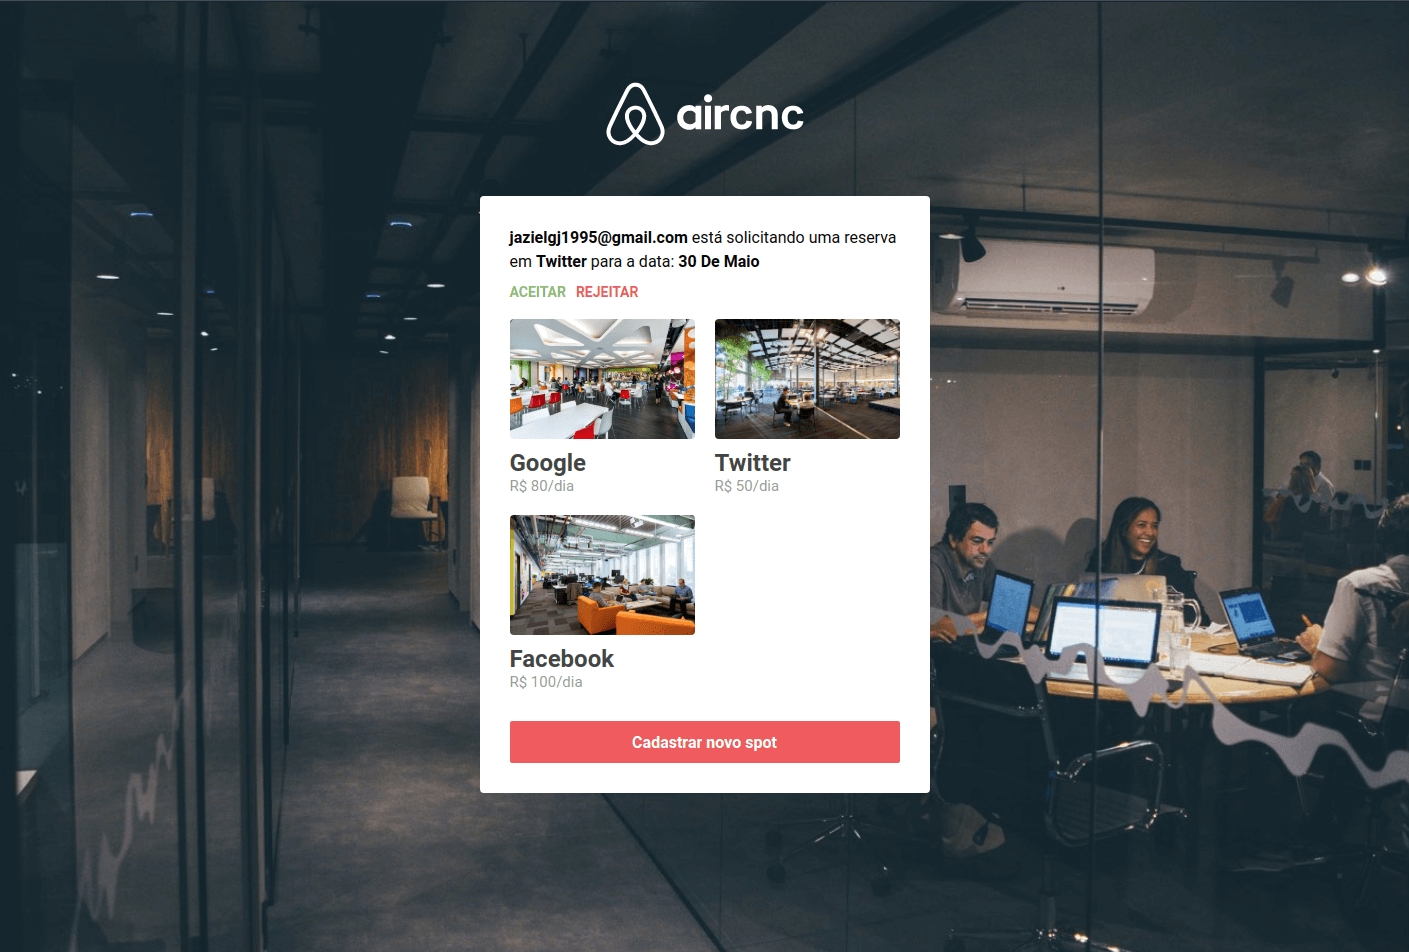 aircnc
jazielgj1995@gmail.com está solicitando uma reserva
em Twitter para a data: 30 De Maio
ACEITAR REJEITAR
Google
R$ 80/dia
Twitter
R$ 50/dia
Facebook
R$ 100/dia
Cadastrar novo spot